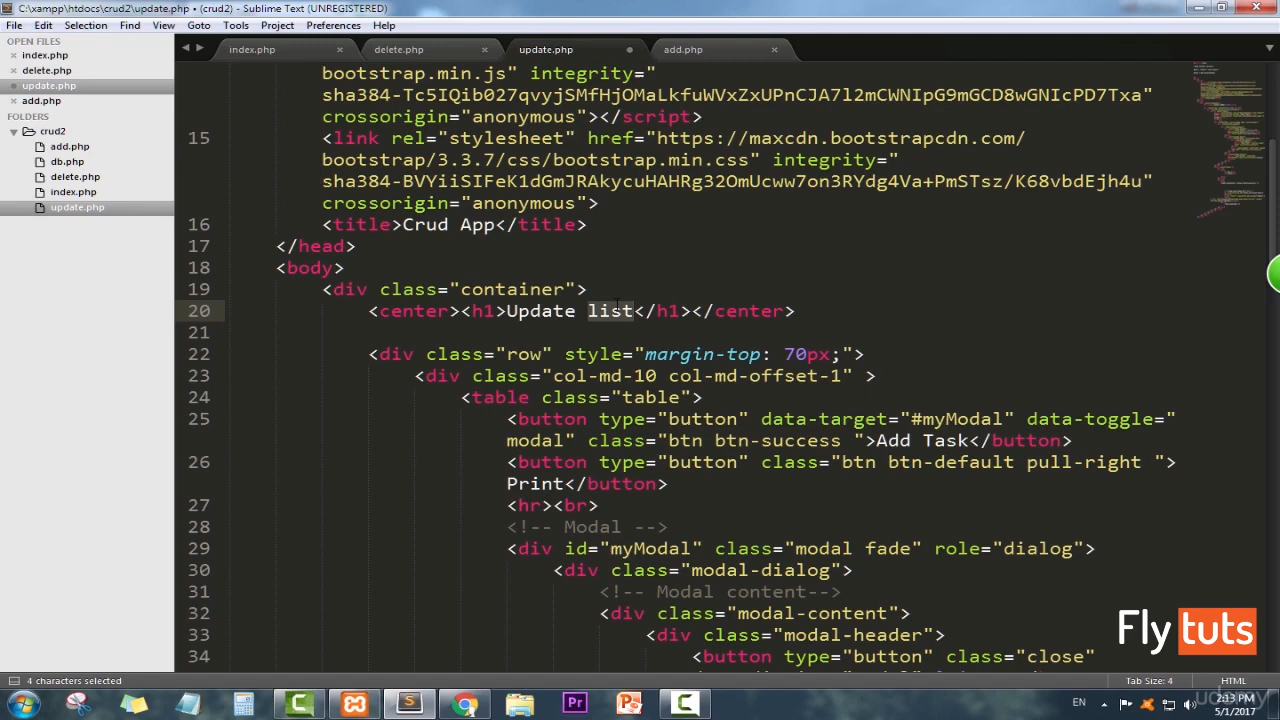 C:\xampp\htdocs\crud2\update.php • (crud2) - Sublime Text (UNREGISTERED)
File Edit Selection Find View Goto Tools Project Preferences Help
OPEN FILES
index.php
delete.php
update.php
add.php
FOLDERS
crud2
add.php
db.php
delete.php
index.php
update.php
index.php delete.php update.php add.php
bootstrap.min.js" integrity="
sha384-Tc5IQib027qvyjSMfHjOMaLkfuWVxZxUPnCJA7l2mCWNIpG9mGCD8wGNIcPD7Txa"
crossorigin="anonymous"></script>
15 <link rel="stylesheet" href="https://maxcdn.bootstrapcdn.com/
bootstrap/3.3.7/css/bootstrap.min.css" integrity="
sha384-BVYiiSIFeK1dGmJRAkycuHAHRg32OmUcww7on3RYdg4Va+PmSTsz/K68vbdEjh4u"
crossorigin="anonymous">
16 <title>Crud App</title>
17 </head>
18 <body>
19 <div class="container">
20 <center><h1>Update list</h1></center>
21
22 <div class="row" style="margin-top: 70px;">
23 <div class="col-md-10 col-md-offset-1" >
24 <table class="table">
25 <button type="button" data-target="#myModal" data-toggle="
modal" class="btn btn-success ">Add Task</button>
26 <button type="button" class="btn btn-default pull-right ">
Print</button>
27 <hr><br>
28 <!-- Modal -->
29 <div id="myModal" class="modal fade" role="dialog">
30 <div class="modal-dialog">
31 <!-- Modal content-->
32 <div class="modal-content">
33 <div class="modal-header">
34 <button type="button" class="close"
Fly tuts
4 characters selected Tab Size: 4 HTML
EN 2:13 PM
5/1/2017
udemy